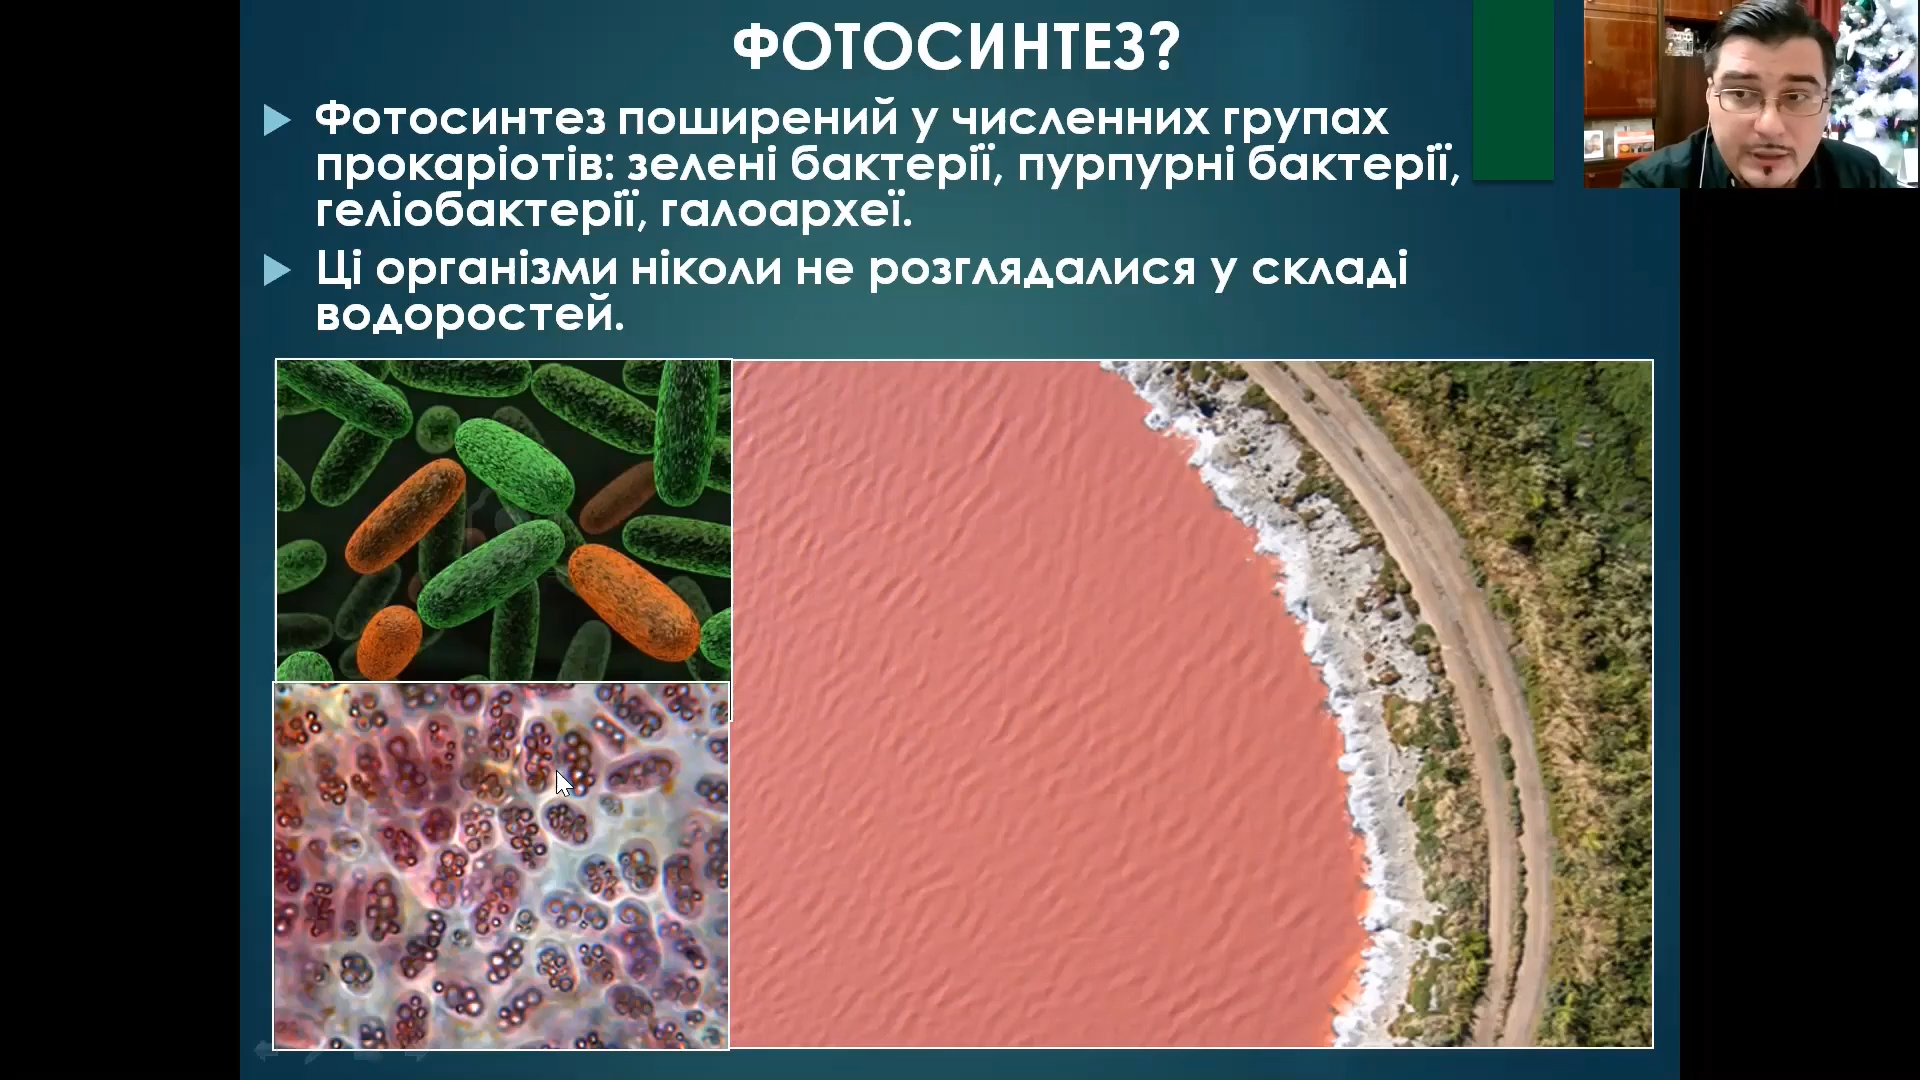 ФОТОСИНТЕЗ?
Фотосинтез поширений у численних групах
прокаріотів: зелені бактерії, пурпурні бактерії,
геліобактерії, галоархеї.
Ці організми ніколи не розглядалися у складі
водоростей.